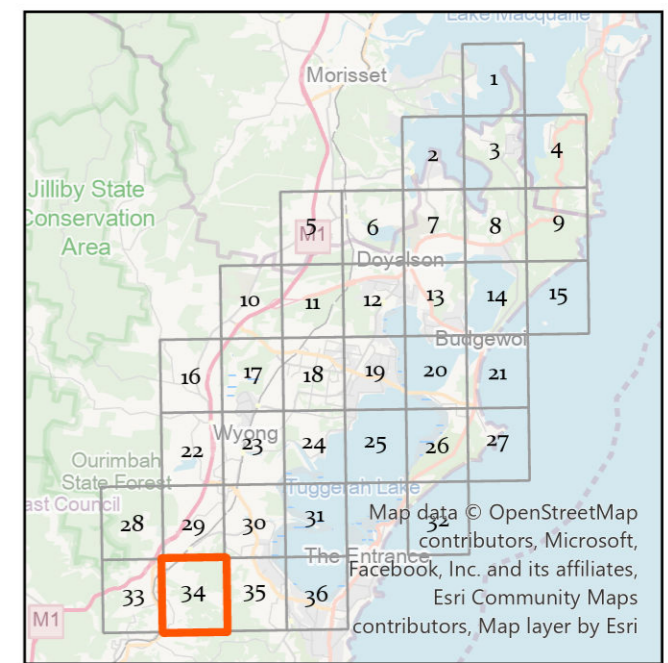 Lake Macquarie
Morisset
1
2 3 4
Jilliby State
Conservation
Area
5 6 7 8 9
M1
Doyalson
10 11 12 13 14 15
Budgewoi
16 17 18 19 20 21
Wyong
22 23 24 25 26 27
Ourimbah
State Forest
ast Council
Tuggerah Lake
28 29 30 31 32
Map data © OpenStreetMap
contributors, Microsoft,
The Entrance
Facebook, Inc. and its affiliates,
33 34 35 36
Esri Community Maps
M1
contributors, Map layer by Esri